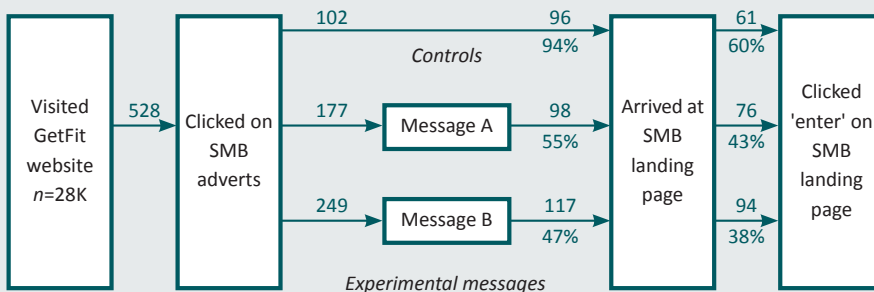 Visited
GetFit
website
n=28K
528
Clicked on
SMB
adverts
102
96
94%
Controls
177
Message A
98
55%
249
Message B
117
47%
Experimental messages
Arrived at
SMB
landing
page
61
60%
76
43%
94
38%
Clicked
'enter' on
SMB
landing
page